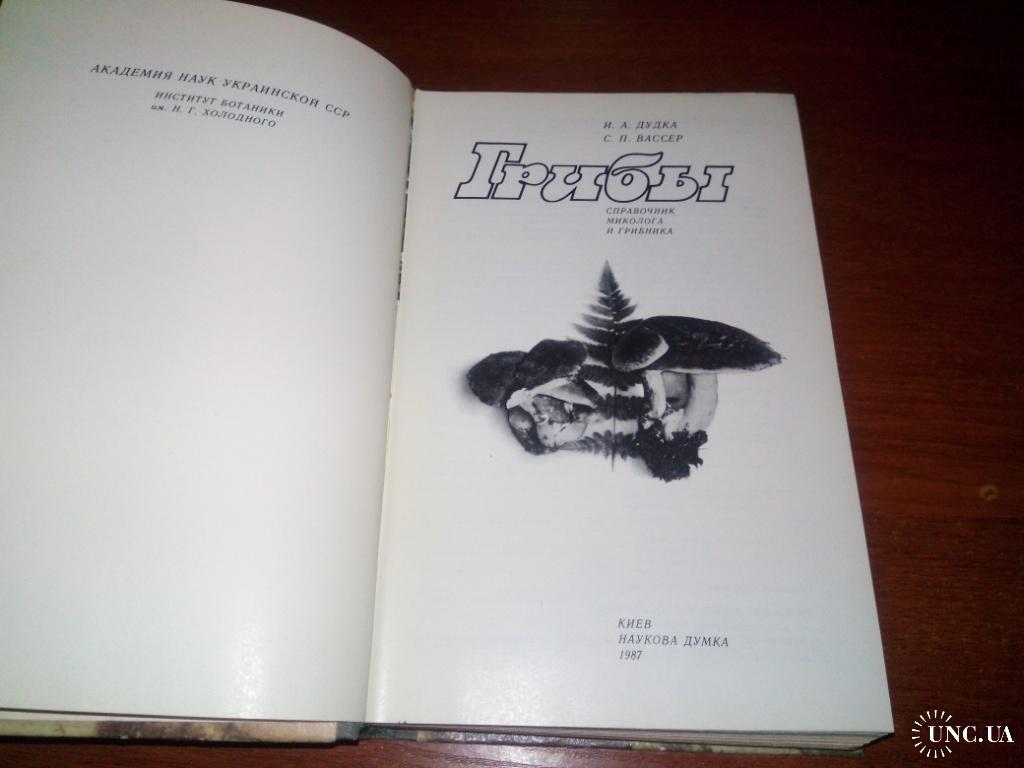 АКАДЕМИЯ НАУК УКРАИНСКОЙ ССР
ИНСТИТУТ БОТАНИКИ
им. Н. Г. ХОЛОДНОГО
И. А. ДУДКА
С. П. ВАССЕР
Грибы
СПРАВОЧНИК
МИКОЛОГА
И ГРИБНИКА
КИЕВ
НАУКОВА ДУМКА
1987
UNC.UA